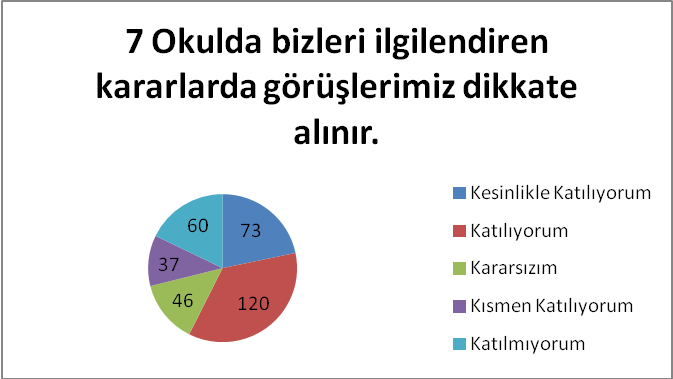 7 Okulda bizleri ilgilendiren
kararlarda görüşlerimiz dikkate
alınır.
73
120
46
37
60
Kesinlikle Katılıyorum
Katılıyorum
Kararsızım
Kısmen Katılıyorum
Katılmıyorum